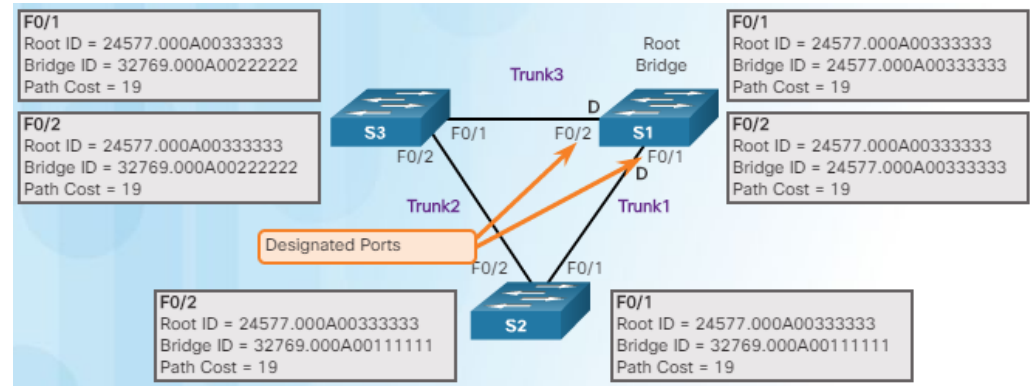 F0/1
Root ID = 24577.000A00333333
Bridge ID = 32769.000A00222222
Path Cost = 19
Root
Bridge
F0/1
Root ID = 24577.000A00333333
Bridge ID = 24577.000A00333333
Path Cost = 19
Trunk3
D
S3
F0/1
F0/2
S1
F0/2
F0/1
D
F0/2
Root ID = 24577.000A00333333
Bridge ID = 32769.000A00222222
Path Cost = 19
F0/2
Root ID = 24577.000A00333333
Bridge ID = 24577.000A00333333
Path Cost = 19
Trunk2
Trunk1
Designated Ports
F0/2
F0/1
S2
F0/2
Root ID = 24577.000A00333333
Bridge ID = 32769.000A00111111
Path Cost = 19
F0/1
Root ID = 24577.000A00333333
Bridge ID = 32769.000A00111111
Path Cost = 19